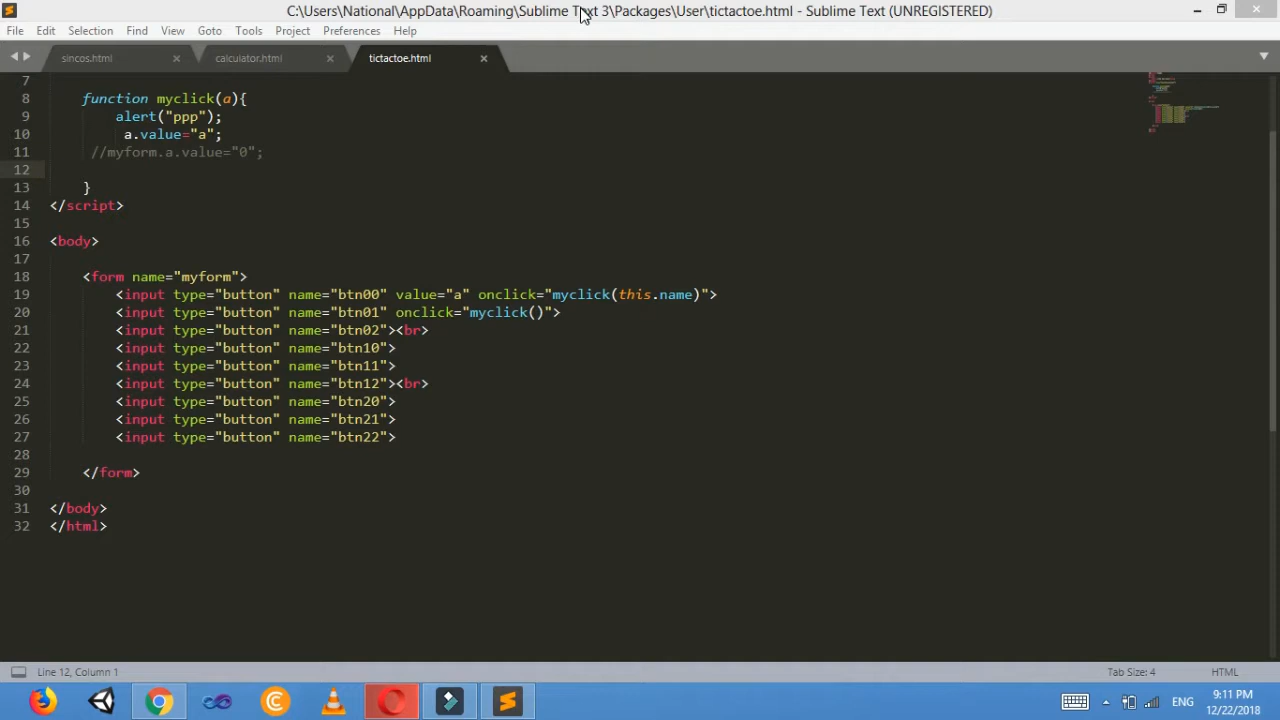 C:\Users\National\AppData\Roaming\Sublime Text 3\Packages\User\tictactoe.html - Sublime Text (UNREGISTERED)
File Edit Selection Find View Goto Tools Project Preferences Help
sincos.html calculator.html tictactoe.html
7
8 function myclick(a){
9 alert("ppp");
10 a.value="a";
11 //myform.a.value="0";
12
13 }
14 </script>
15
16 <body>
17
18 <form name="myform">
19 <input type="button" name="btn00" value="a" onclick="myclick(this.name)">
20 <input type="button" name="btn01" onclick="myclick()">
21 <input type="button" name="btn02"><br>
22 <input type="button" name="btn10">
23 <input type="button" name="btn11">
24 <input type="button" name="btn12"><br>
25 <input type="button" name="btn20">
26 <input type="button" name="btn21">
27 <input type="button" name="btn22">
28
29 </form>
30
31 </body>
32 </html>
Line 12, Column 1 Tab Size: 4 HTML
ENG 9:11 PM
12/22/2018